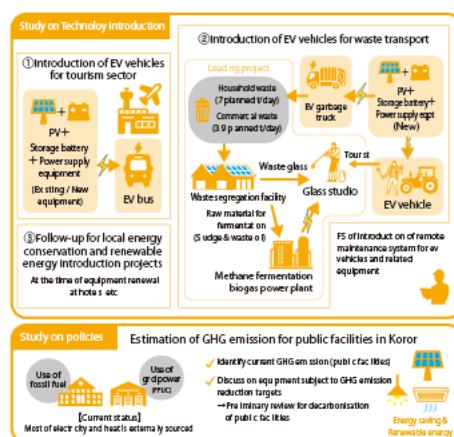 Study on Technoloy Introduction
①Introduction of EV vehicles
for tourism sector
PV+
Storage battery
+ Power supply
equipment
(Existing / New
equipment)
EV bus
③Follow-up for local energy
conservation and renewable
energy introduction projects
At the time of equipment renewal
at hotels etc
②Introduction of EV vehicles for waste transport
Leading project
Household waste
(7 planned t/day)
Commercial waste
(3 9 planned t/day)
EV garbage
truck
PV+
Storage battery+
Power supply eqpt
(New)
Waste glass
Tourist
Glass studio
EV vehicle
Waste segregation facility
Raw material for
fermentation
(Sludge & waste oil)
Methane fermentation
biogas power plant
FS of introduction of remote
maintenance system for ev
vehicles and related
equipment
Study on policies
Estimation of GHG emission for public facilities in Koror
Use of
fossil fuel
Use of
grid power
(PPUC)
[Current status]
Most of electricity and heat is externally sourced
✓ Identify current GHG emission (public facilities)
✓ Discuss on equipment subject to GHG emission
reduction targets
→Preliminary review for decarbonisation
of public facilities
Energy saving &
Renewable energy